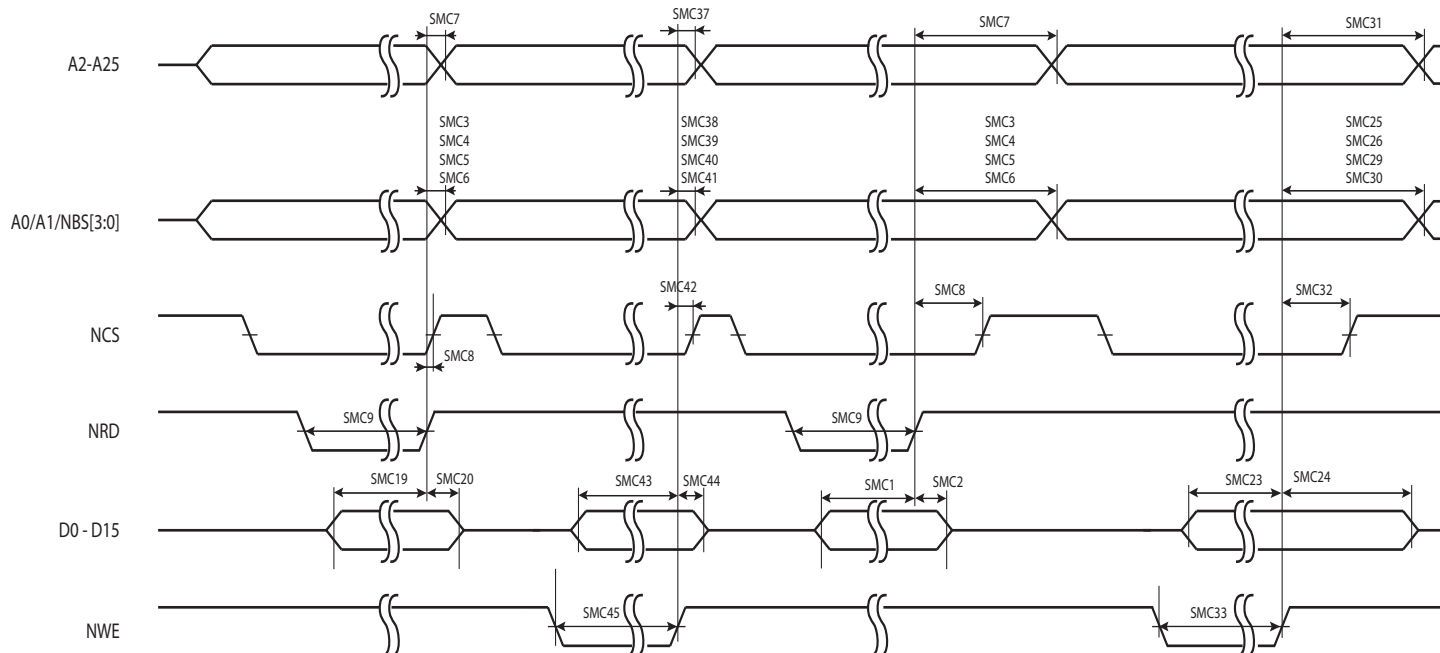 SMC7
SMC37
SMC7
SMC31
A2-A25
SMC3
SMC4
SMC5
SMC6
SMC38
SMC39
SMC40
SMC41
SMC3
SMC4
SMC5
SMC6
SMC25
SMC26
SMC29
SMC30
A0/A1/NBS[3:0]
SMC42
SMC8
SMC32
NCS
SMC8
SMC9
SMC9
NRD
SMC19
SMC20
SMC43
SMC44
SMC1
SMC2
SMC23
SMC24
D0 - D15
SMC45
SMC33
NWE